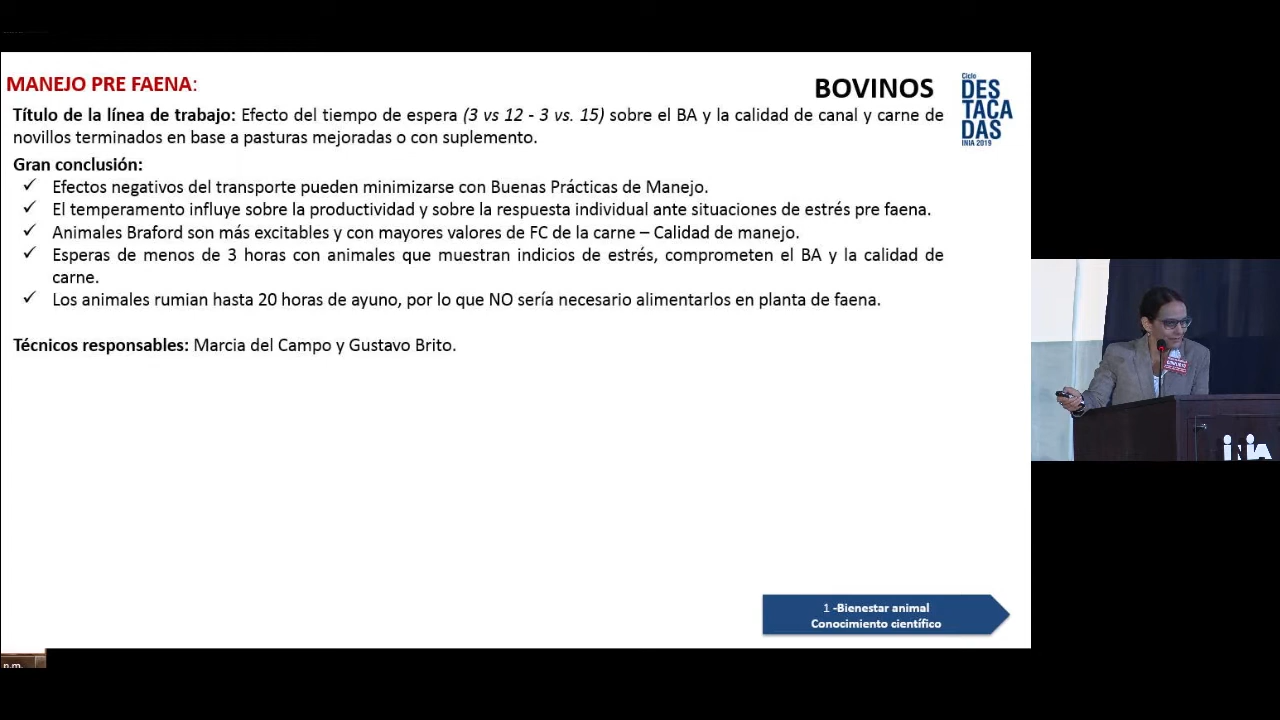 MANEJO PRE FAENA:
BOVINOS
Ciclo
DES
TACA
DAS
INIA 2019
Título de la línea de trabajo: Efecto del tiempo de espera (3 vs 12 - 3 vs. 15) sobre el BA y la calidad de canal y carne de
novillos terminados en base a pasturas mejoradas o con suplemento.
Gran conclusión:
✓ Efectos negativos del transporte pueden minimizarse con Buenas Prácticas de Manejo.
✓ El temperamento influye sobre la productividad y sobre la respuesta individual ante situaciones de estrés pre faena.
✓ Animales Braford son más excitables y con mayores valores de FC de la carne – Calidad de manejo.
✓ Esperas de menos de 3 horas con animales que muestran indicios de estrés, comprometen el BA y la calidad de
carne.
✓ Los animales rumian hasta 20 horas de ayuno, por lo que NO sería necesario alimentarlos en planta de faena.
Técnicos responsables: Marcia del Campo y Gustavo Brito.
1 -Bienestar animal
Conocimiento científico
inia
n.m.